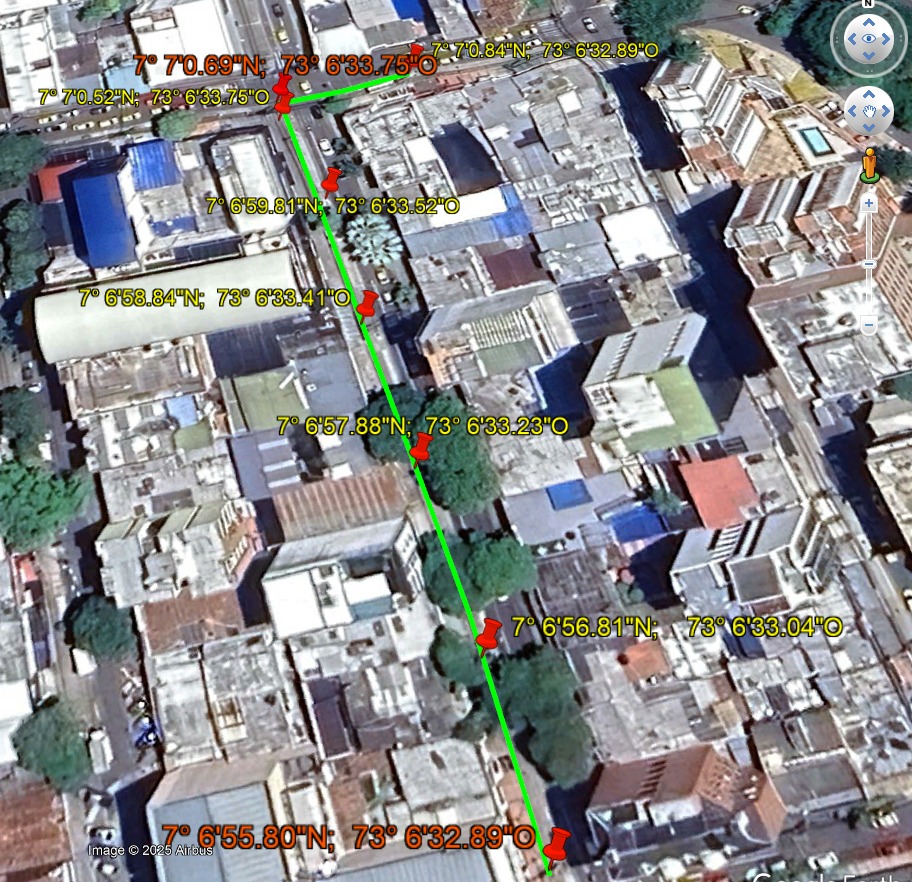 N
7° 7'0.84"N;  73° 6'32.89"O
7° 7'0.69"N;  73° 6'33.75"O
7° 7'0.52"N;  73° 6'33.75"O
7° 6'59.81"N;  73° 6'33.52"O
7° 6'58.84"N;  73° 6'33.41"O
7° 6'57.88"N;  73° 6'33.23"O
7° 6'56.81"N;  73° 6'33.04"O
7° 6'55.80"N;  73° 6'32.89"O
Image © 2025 Airbus
Google Earth